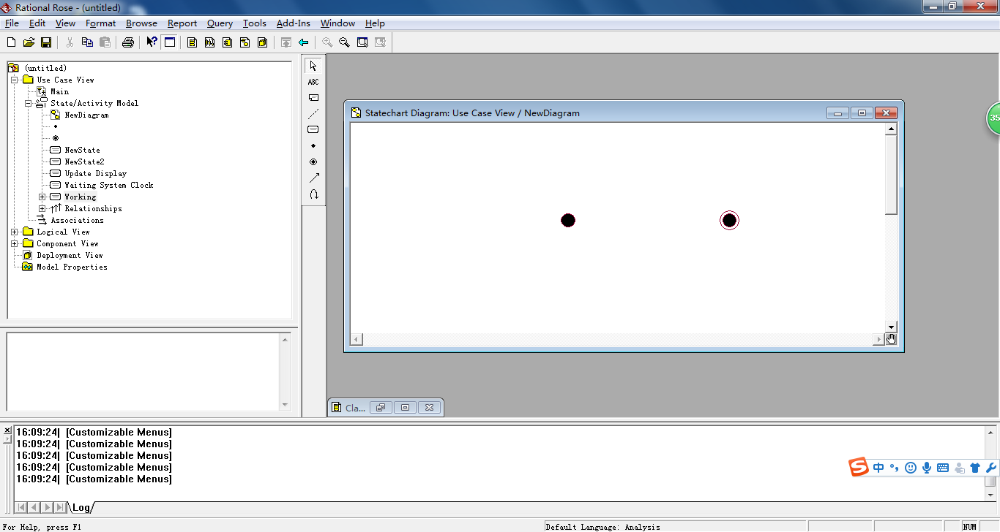 Rational Rose - (untitled)
File Edit View Format Browse Report Query Tools Add-Ins Window Help
(untitled)
Use Case View
Main
State/Activity Model
NewDiagram
NewState
NewState2
Update Display
Waiting System Clock
Working
Relationships
Associations
Logical View
Component View
Deployment View
Model Properties
ABC
Statechart Diagram: Use Case View / NewDiagram
35
Cla...
16:09:24| [Customizable Menus]
16:09:24| [Customizable Menus]
16:09:24| [Customizable Menus]
16:09:24| [Customizable Menus]
16:09:24| [Customizable Menus]
S 中
Log
For Help, press F1
Default Language: Analysis
NUM